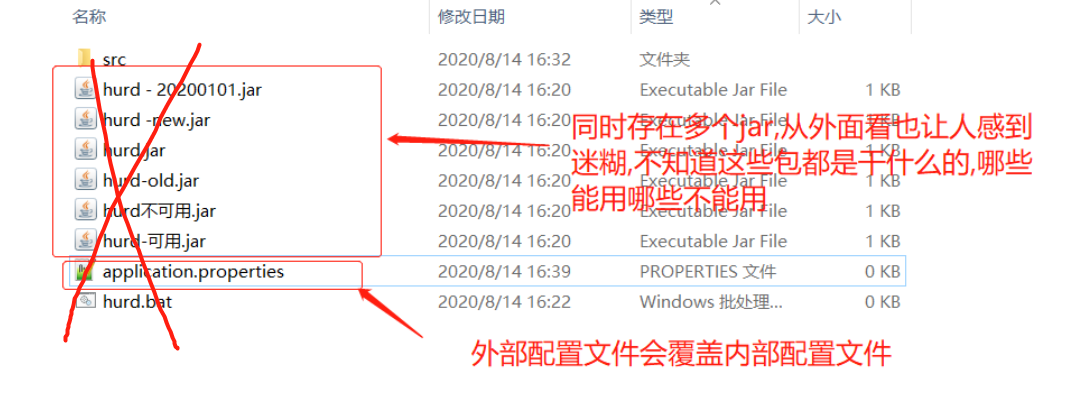 名称 修改日期 类型 大小
src 2020/8/14 16:32 文件夹
hurd - 20200101.jar 2020/8/14 16:20 Executable Jar File 1 KB
hurd -new.jar 2020/8/14 16:20 Executable Jar File 1 KB
hurd.jar 2020/8/14 16:20 Executable Jar File 1 KB
hurd-old.jar 2020/8/14 16:20 Executable Jar File 1 KB
hurd不可用.jar 2020/8/14 16:20 Executable Jar File 1 KB
hurd-可用.jar 2020/8/14 16:20 Executable Jar File 1 KB
application.properties 2020/8/14 16:39 PROPERTIES 文件 0 KB
hurd.bat 2020/8/14 16:22 Windows 批处理... 0 KB
同时存在多个jar,从外面看也让人感到
迷糊,不知道这些包都是干什么的,哪些
能用哪些不能用
外部配置文件会覆盖内部配置文件